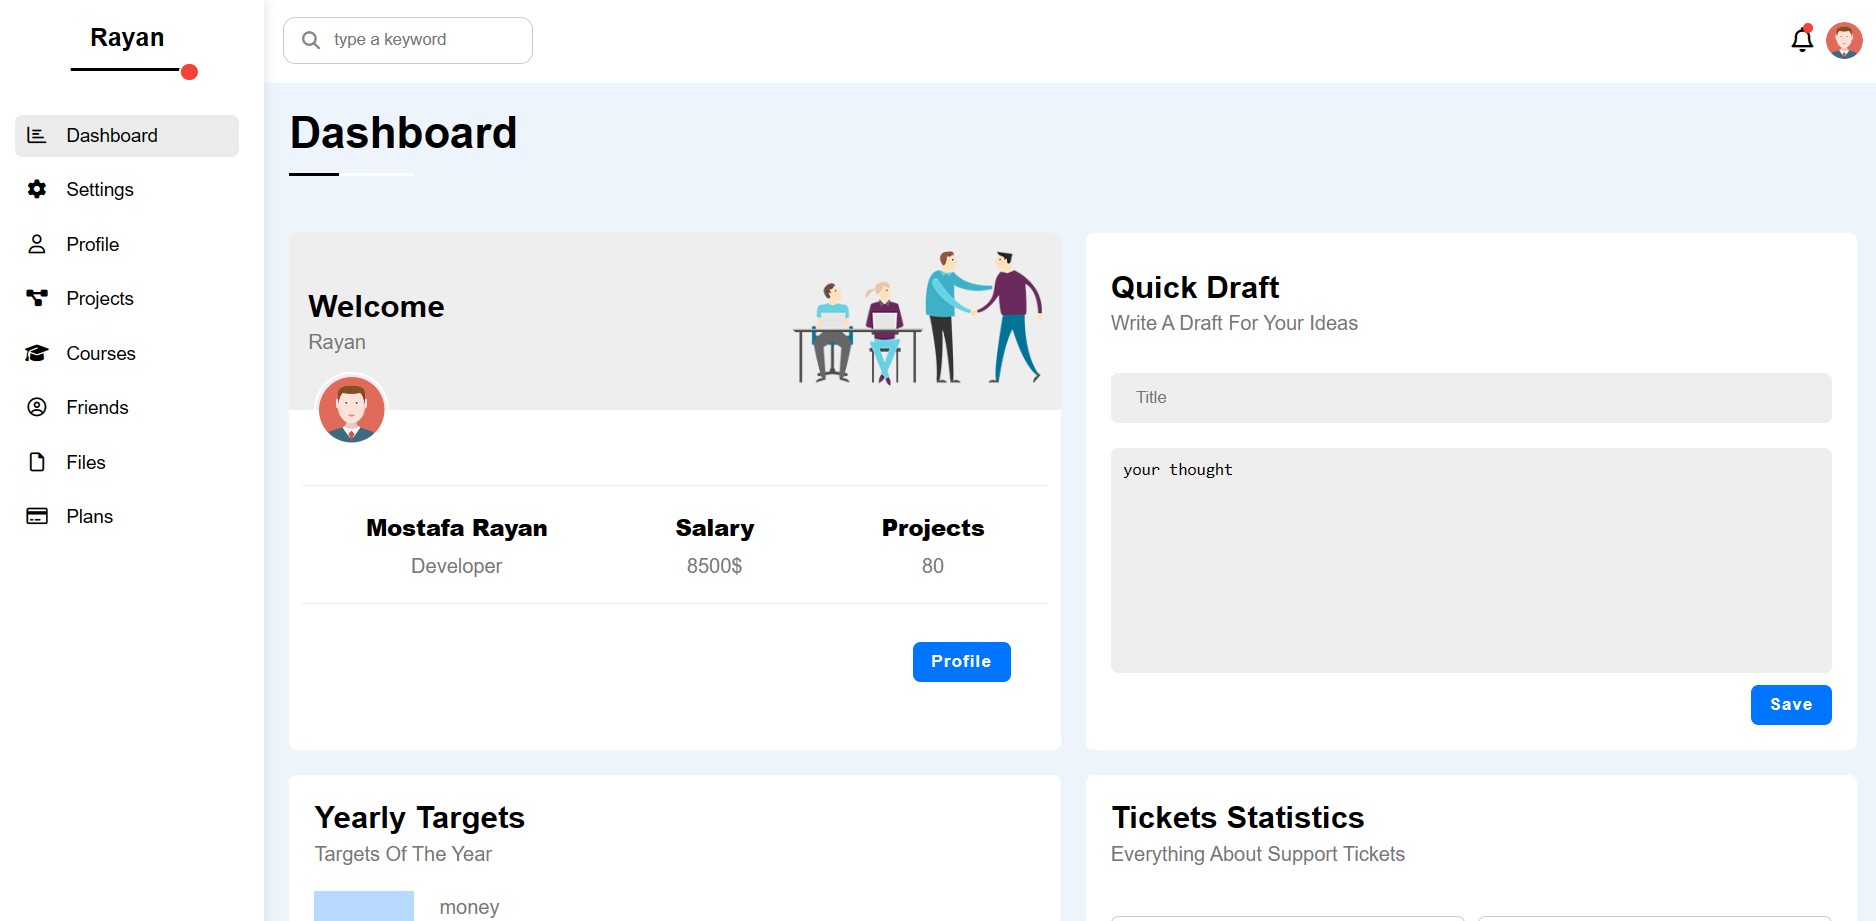 Rayan
type a keyword
Dashboard
Settings
Profile
Projects
Courses
Friends
Files
Plans
Dashboard
Welcome
Rayan
Mostafa Rayan
Developer
Salary
8500$
Projects
80
Profile
Quick Draft
Write A Draft For Your Ideas
Title
your thought
Save
Yearly Targets
Targets Of The Year
money
Tickets Statistics
Everything About Support Tickets